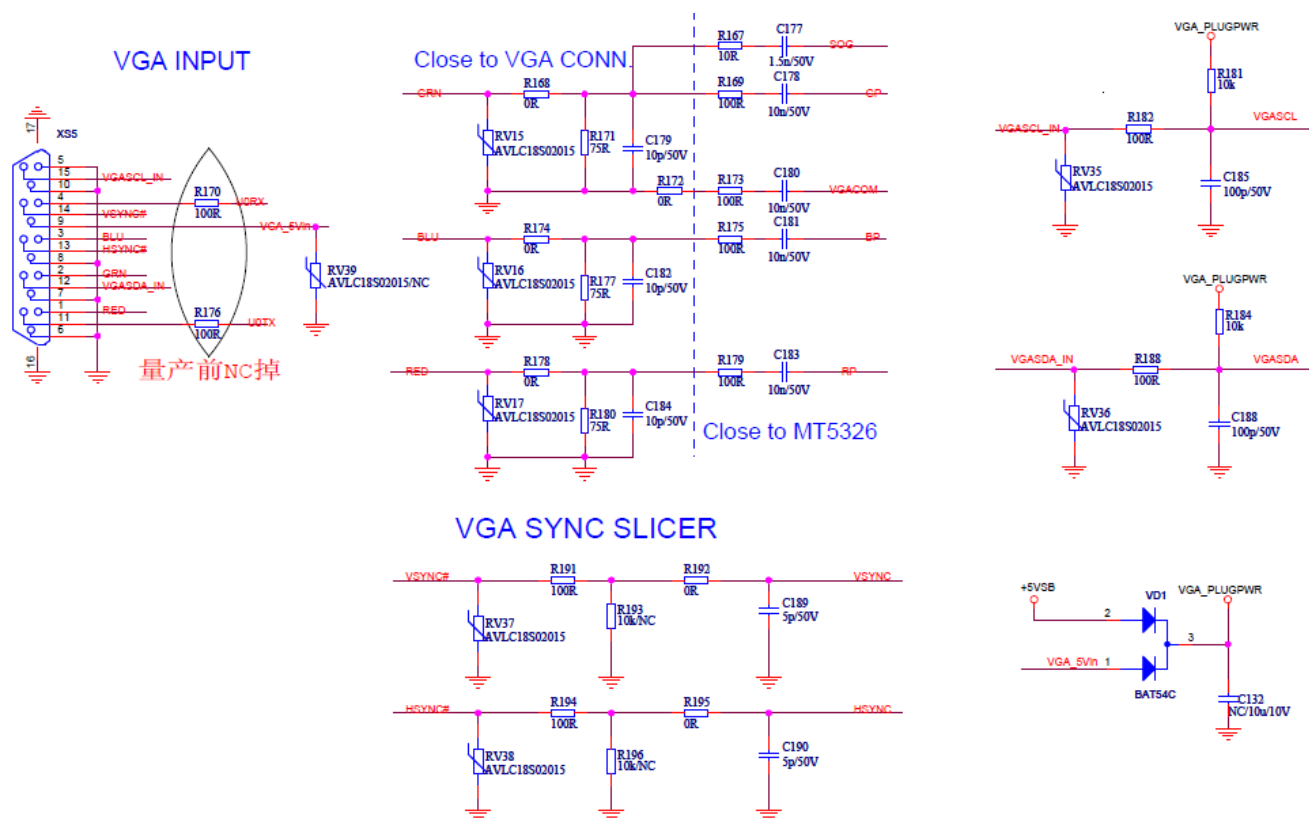 VGA INPUT
17
XS5
5
15
10
4
14
9
3
13
8
2
12
7
1
11
6
16
VGASCL_IN
VSYNC#
BLU
HSYNC#
GRN
VGASDA_IN
RED
R170
100R
U0RX
VGA_5Vin
RV39
AVLC18S02015/NC
R176
100R
U0TX
量产前NC掉
Close to VGA CONN.
GRN
R168
0R
RV15
AVLC18S02015
R171
75R
C179
10p/50V
R167
10R
C177
1.5n/50V
SOG
R169
100R
C178
10n/50V
GP
R172
0R
R173
100R
C180
10n/50V
VGACOM
BLU
R174
0R
RV16
AVLC18S02015
R177
75R
C182
10p/50V
R175
100R
C181
10n/50V
BP
RED
R178
0R
RV17
AVLC18S02015
R180
75R
C184
10p/50V
R179
100R
C183
10n/50V
RP
Close to MT5326
VGA_PLUGPWR
R181
10k
VGASCL_IN
R182
100R
VGASCL
RV35
AVLC18S02015
C185
100p/50V
VGA_PLUGPWR
R184
10k
VGASDA_IN
R188
100R
VGASDA
RV36
AVLC18S02015
C188
100p/50V
VGA SYNC SLICER
VSYNC#
R191
100R
R192
0R
VSYNC
RV37
AVLC18S02015
R193
10k/NC
C189
5p/50V
HSYNC#
R194
100R
R195
0R
HSYNC
RV38
AVLC18S02015
R196
10k/NC
C190
5p/50V
+5VSB
VD1
VGA_PLUGPWR
2
3
VGA_5Vin
1
BAT54C
C132
NC/10u/10V